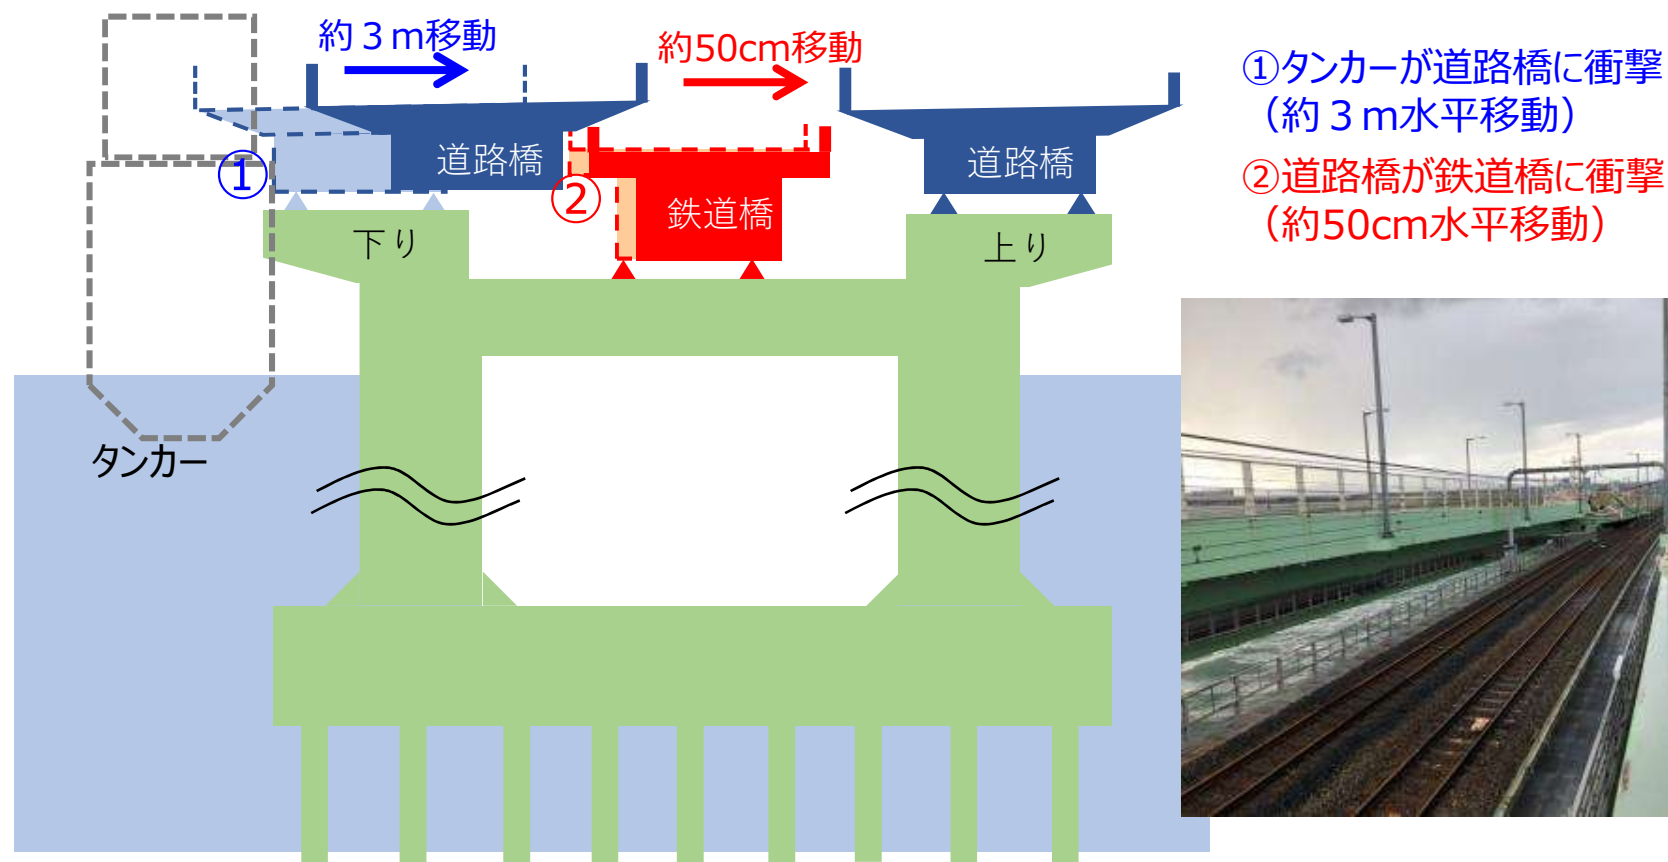 約３ｍ移動
約50cm移動
①タンカーが道路橋に衝撃
（約３ｍ水平移動）
②道路橋が鉄道橋に衝撃
（約50cm水平移動）
①
道路橋
②
鉄道橋
道路橋
下り
上り
タンカー